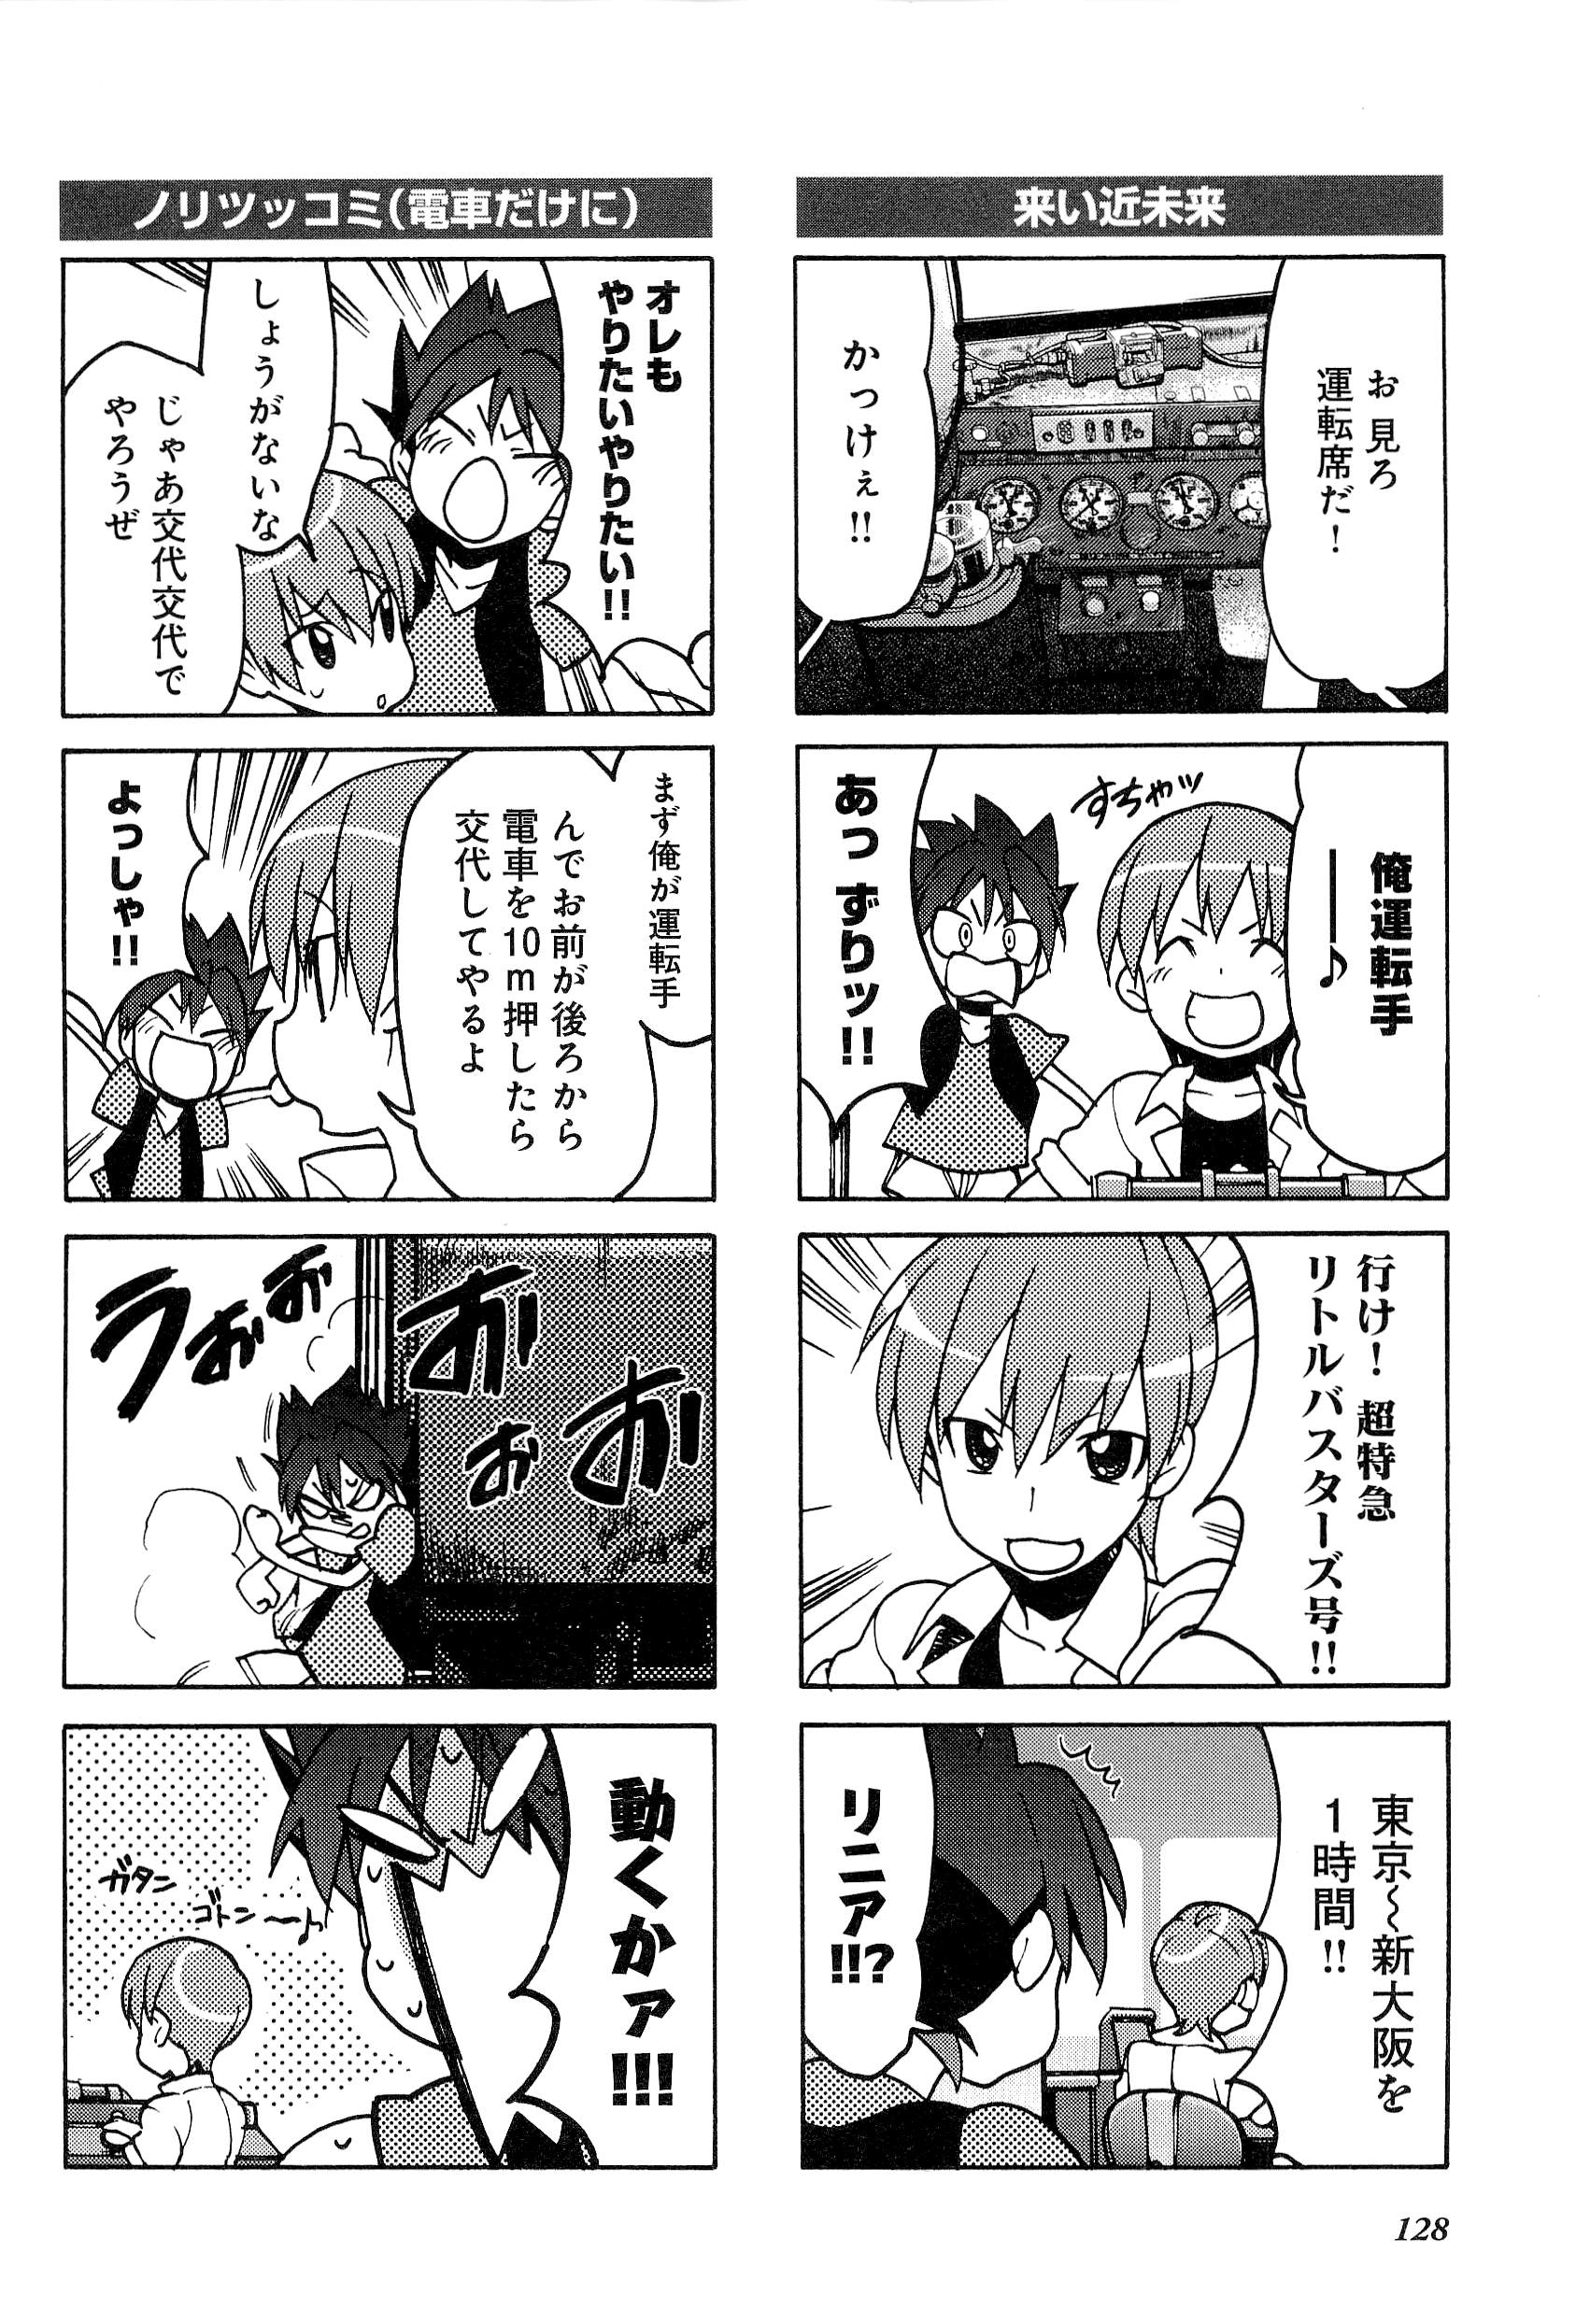 来い近未来
お 見ろ
運転席だ!
かっけぇ!!
俺運転手
――♪
すちゃッ
あっ ずりッ!!
行け! 超特急
リトルバスターズ号!!
東京〜新大阪を
1時間!!
リニア!!?
ノリツッコミ(電車だけに)
オレも
やりたいやりたい!!
しょうがないな
じゃあ交代交代で
やろうぜ
まず俺が運転手
んでお前が後ろから
電車を10m押したら
交代してやるよ
よっしゃ!!
うおお
おおおお
動くかァ!!!
ガタン
ゴトン〜♪
128